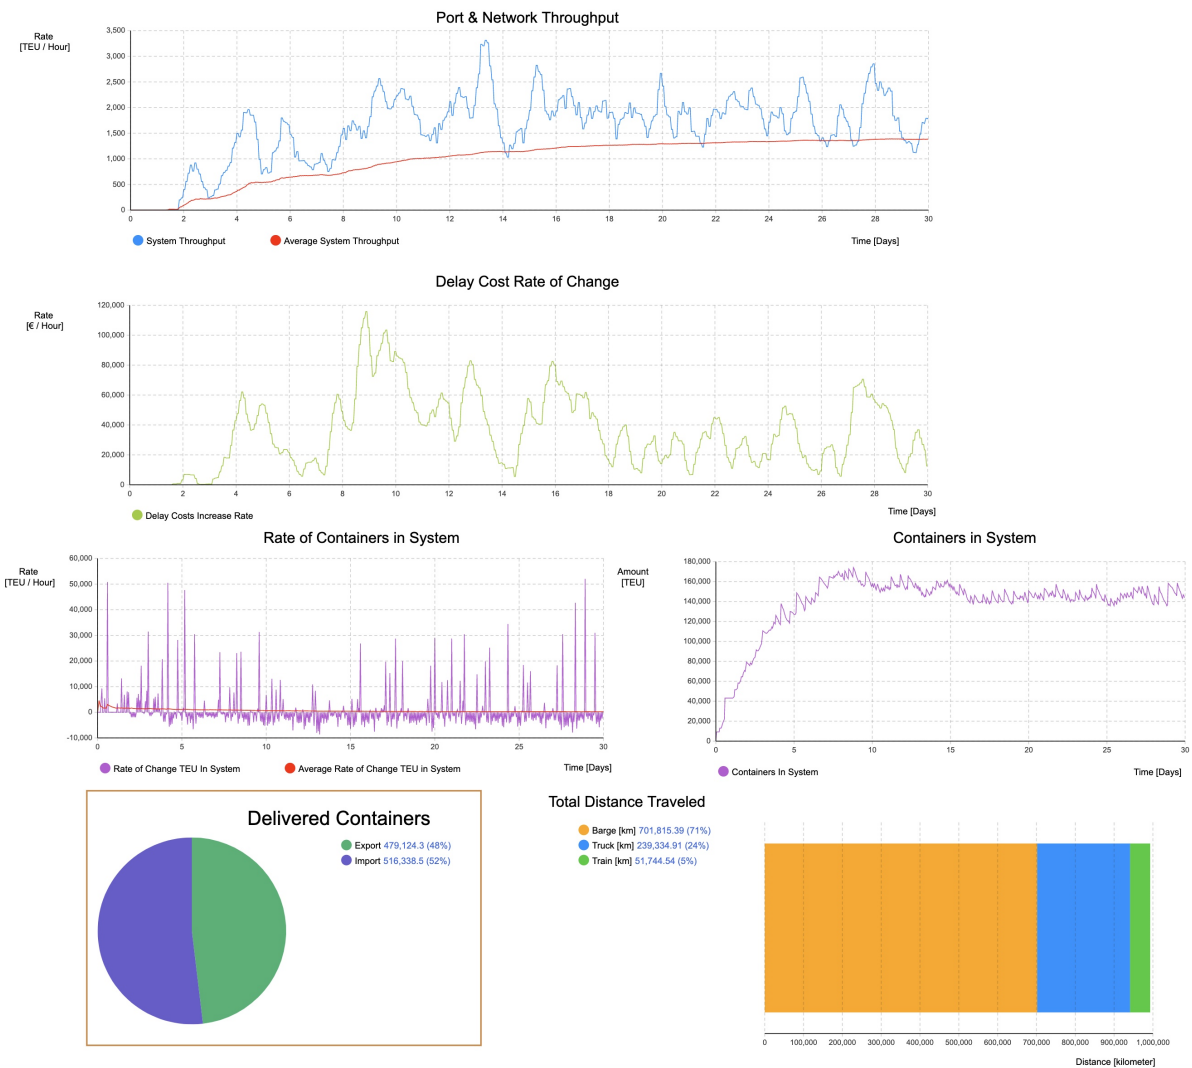 Port & Network Throughput
Rate
[TEU / Hour]
3,500
3,000
2,500
2,000
1,500
1,000
500
0
0 2 4 6 8 10 12 14 16 18 20 22 24 26 28 30
System Throughput Average System Throughput Time [Days]
Delay Cost Rate of Change
Rate
[€ / Hour]
120,000
100,000
80,000
60,000
40,000
20,000
0
0 2 4 6 8 10 12 14 16 18 20 22 24 26 28 30
Delay Costs Increase Rate Time [Days]
Rate of Containers in System
Rate
[TEU / Hour]
60,000
50,000
40,000
30,000
20,000
10,000
0
-10,000
0 5 10 15 20 25 30
Rate of Change TEU In System Average Rate of Change TEU in System Time [Days]
Containers in System
Amount
[TEU]
180,000
160,000
140,000
120,000
100,000
80,000
60,000
40,000
20,000
0
0 5 10 15 20 25 30
Containers In System Time [Days]
Delivered Containers
Export 479,124.3 (48%)
Import 516,338.5 (52%)
Total Distance Traveled
Barge [km] 701,815.39 (71%)
Truck [km] 239,334.91 (24%)
Train [km] 51,744.54 (5%)
0 100,000 200,000 300,000 400,000 500,000 600,000 700,000 800,000 900,000 1,000,000
Distance [kilometer]